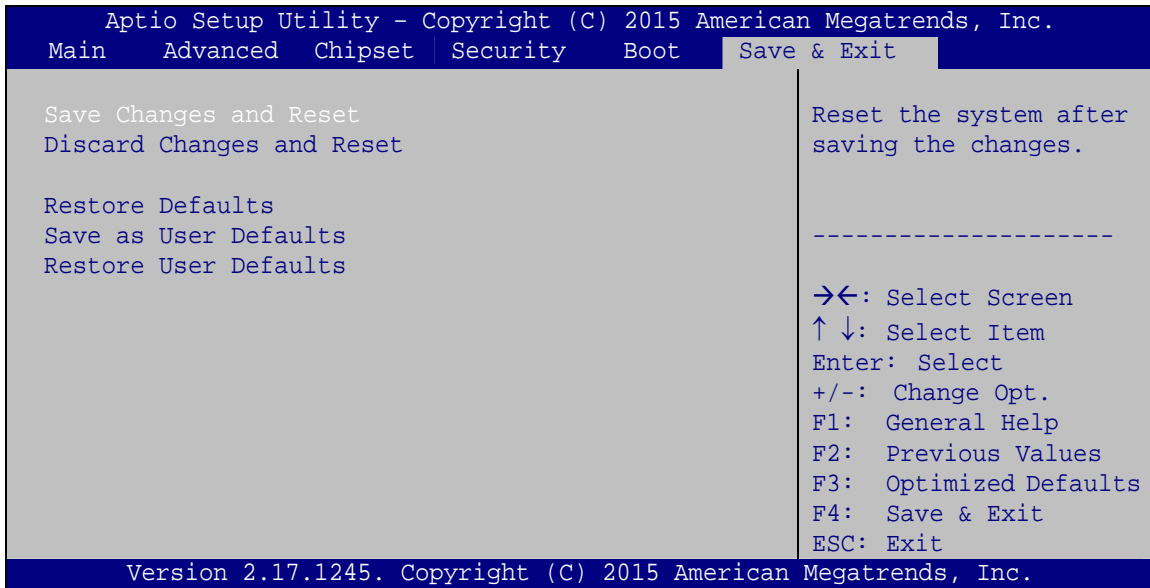 Aptio Setup Utility – Copyright (C) 2015 American Megatrends, Inc.
Main Advanced Chipset Security Boot Save & Exit
Save Changes and Reset
Discard Changes and Reset
Restore Defaults
Save as User Defaults
Restore User Defaults
Reset the system after
saving the changes.
---------------------
→←: Select Screen
↑ ↓: Select Item
Enter: Select
+/-: Change Opt.
F1: General Help
F2: Previous Values
F3: Optimized Defaults
F4: Save & Exit
ESC: Exit
Version 2.17.1245. Copyright (C) 2015 American Megatrends, Inc.